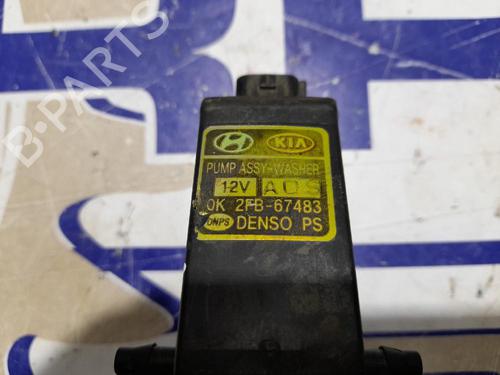 B-PARTS
KIA
PUMP ASSY-WASHER
12V AOS
0K 2FB-67483
DNPS DENSO PS